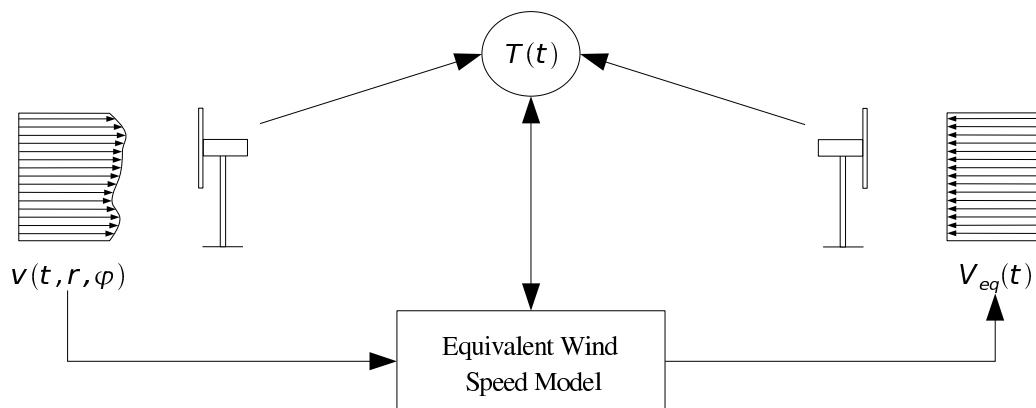 T(t)
v(t,r,φ)
V_eq(t)
Equivalent Wind
Speed Model